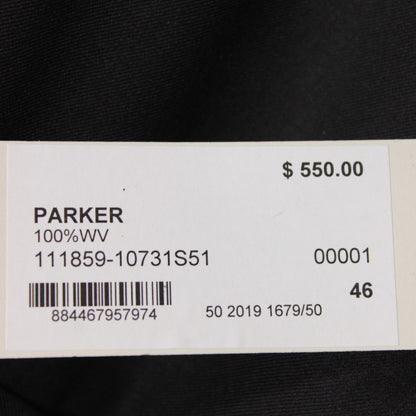 $ 550.00
PARKER
100%WV
111859-10731S51 00001
46
884467957974 50 2019 1679/50